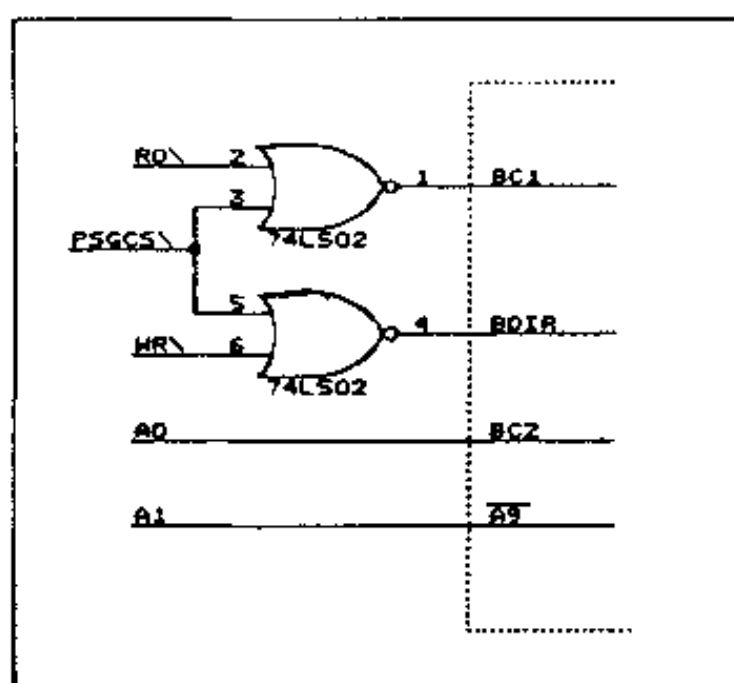 RD\ 2
1 BC1
3
PSGCS\ 74LS02
5
4 BDIR
WR\ 6
74LS02
A0 BC2
A1 A9